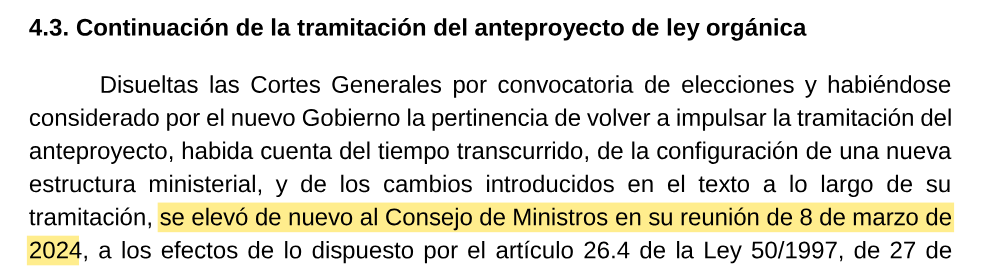 4.3. Continuación de la tramitación del anteproyecto de ley orgánica
Disueltas las Cortes Generales por convocatoria de elecciones y habiéndose
considerado por el nuevo Gobierno la pertinencia de volver a impulsar la tramitación del
anteproyecto, habida cuenta del tiempo transcurrido, de la configuración de una nueva
estructura ministerial, y de los cambios introducidos en el texto a lo largo de su
tramitación, se elevó de nuevo al Consejo de Ministros en su reunión de 8 de marzo de
2024, a los efectos de lo dispuesto por el artículo 26.4 de la Ley 50/1997, de 27 de